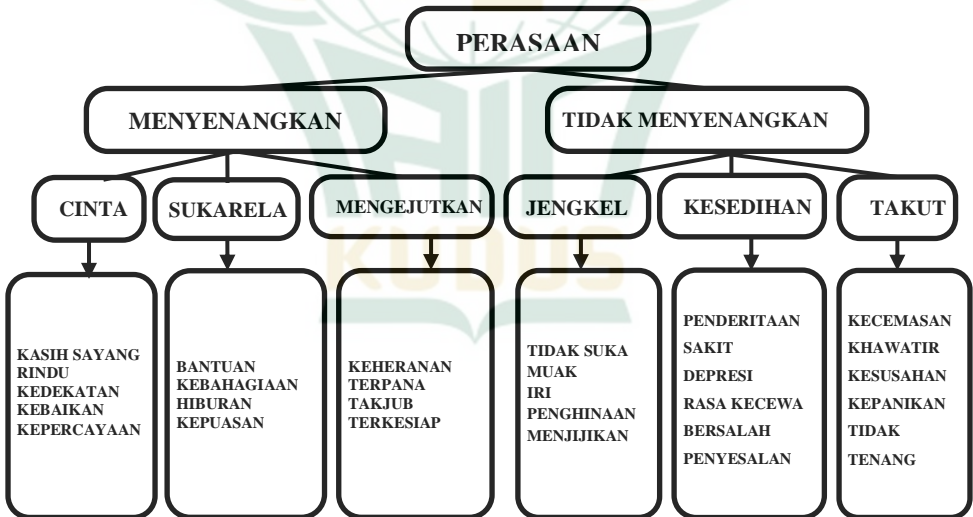 PERASAAN
MENYENANGKAN
TIDAK MENYENANGKAN
CINTA
SUKARELA
MENGEJUTKAN
JENGKEL
KESEDIHAN
TAKUT
KASIH SAYANG
RINDU
KEDEKATAN
KEBAIKAN
KEPERCAYAAN
BANTUAN
KEBAHAGIAAN
HIBURAN
KEPUASAN
KEHERANAN
TERPANA
TAKJUB
TERKESIAP
TIDAK SUKA
MUAK
IRI
PENGHINAAN
MENJIJIKAN
PENDERITAAN
SAKIT
DEPRESI
RASA KECEWA
BERSALAH
PENYESALAN
KECEMASAN
KHAWATIR
KESUSAHAN
KEPANIKAN
TIDAK
TENANG
KUDUS